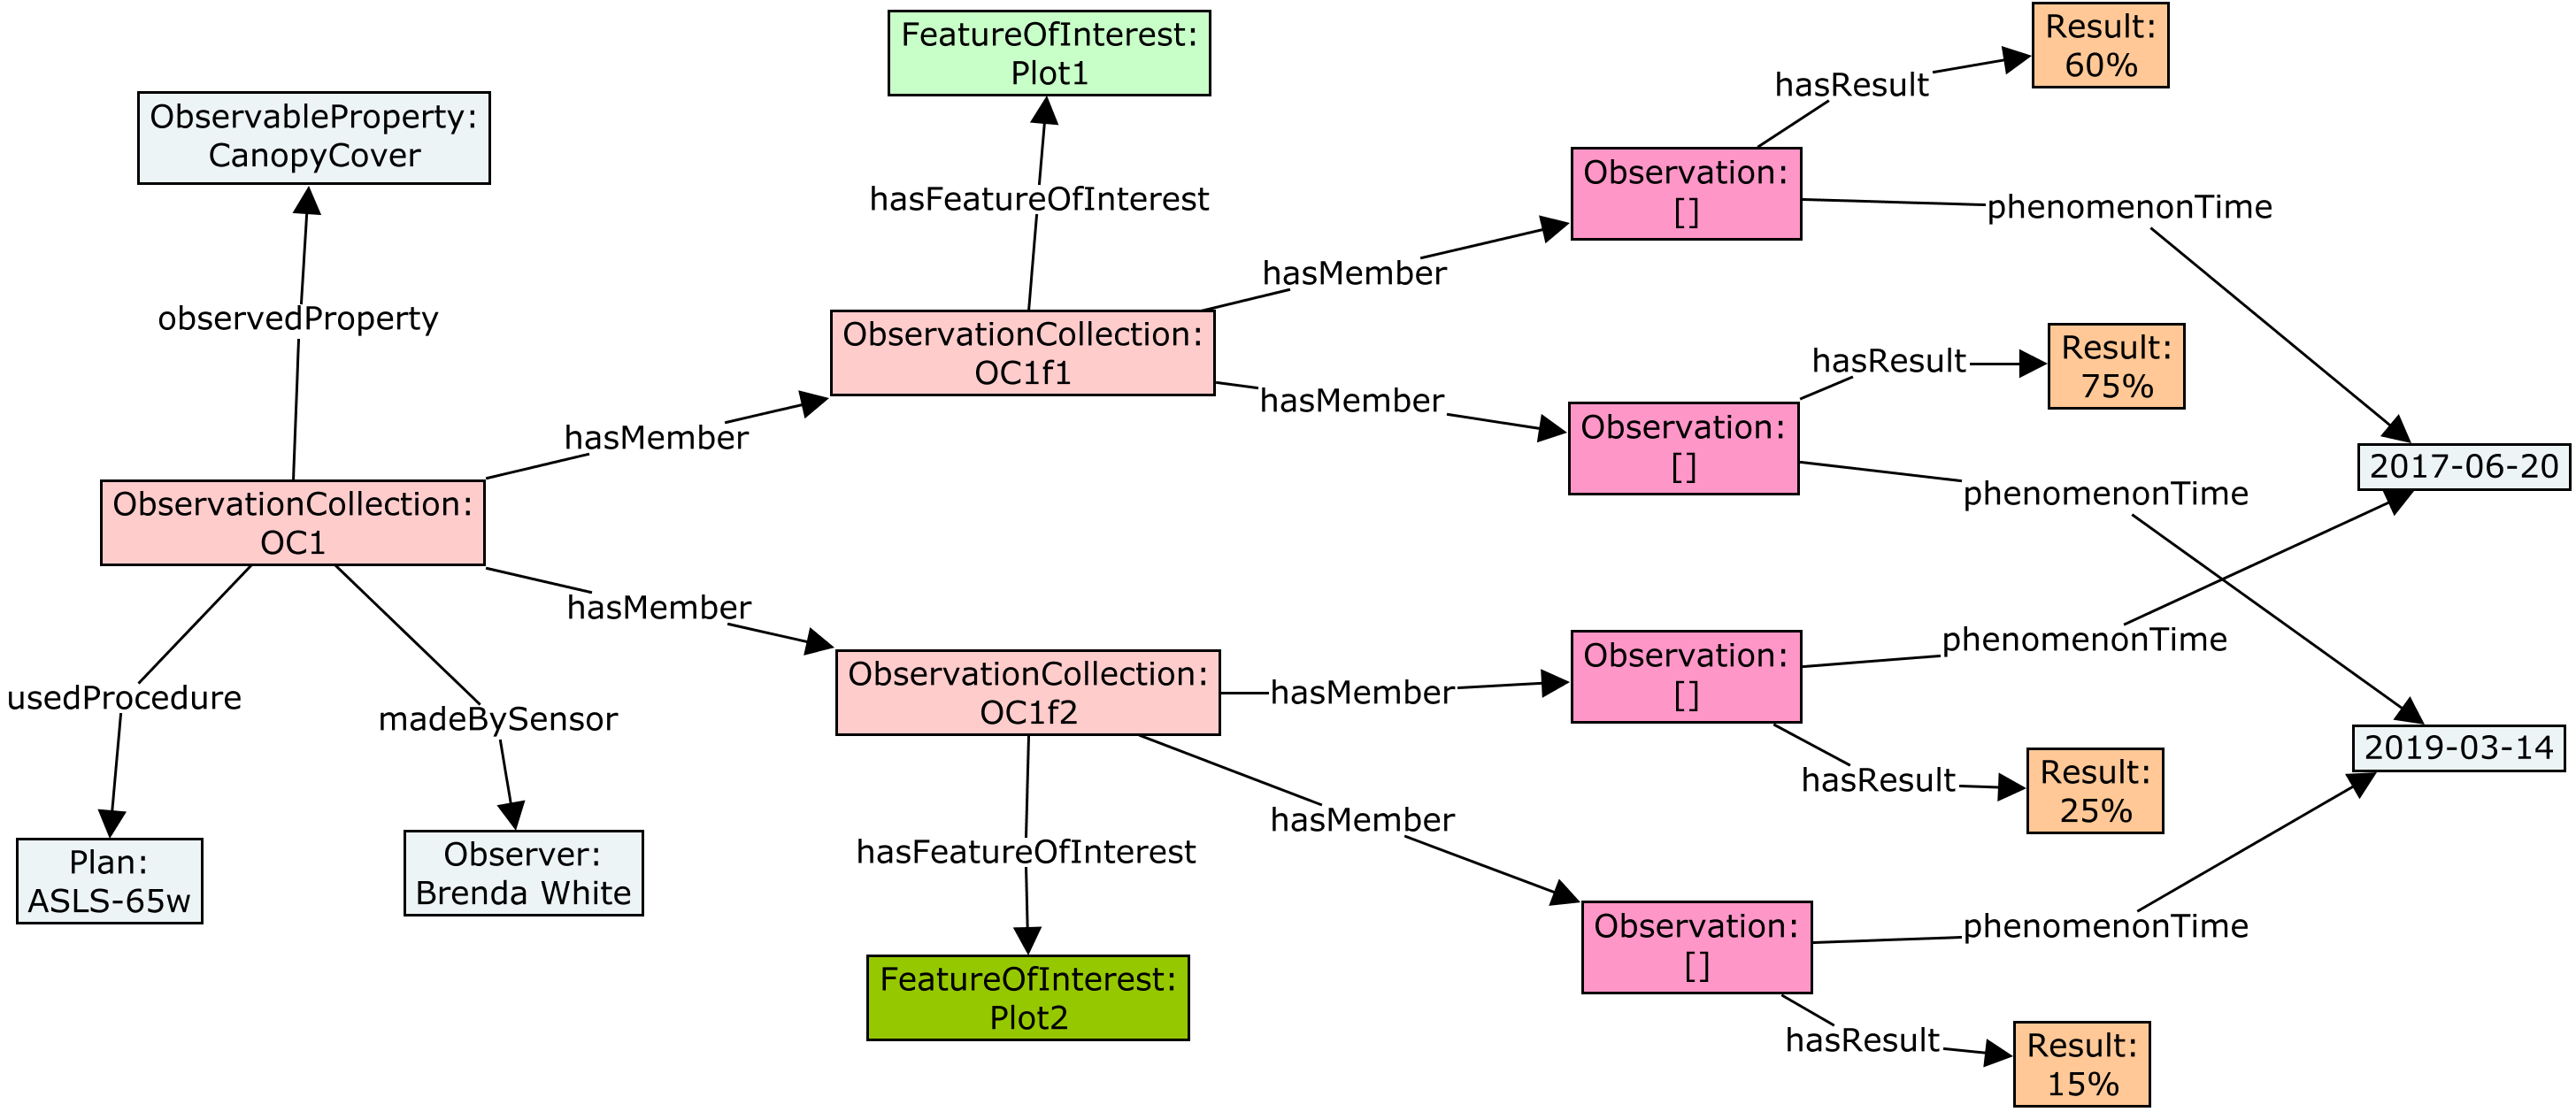 FeatureOfInterest:
Plot1
Result:
60%
hasResult
ObservableProperty:
CanopyCover
Observation:
[]
hasFeatureOfInterest
phenomenonTime
hasMember
observedProperty
ObservationCollection:
OC1f1
hasResult
Result:
75%
hasMember
Observation:
[]
hasMember
2017-06-20
phenomenonTime
ObservationCollection:
OC1
hasMember
phenomenonTime
Observation:
[]
ObservationCollection:
OC1f2
hasMember
usedProcedure
madeBySensor
2019-03-14
hasResult
Result:
25%
hasMember
Plan:
ASLS-65w
Observer:
Brenda White
hasFeatureOfInterest
phenomenonTime
Observation:
[]
FeatureOfInterest:
Plot2
hasResult
Result:
15%